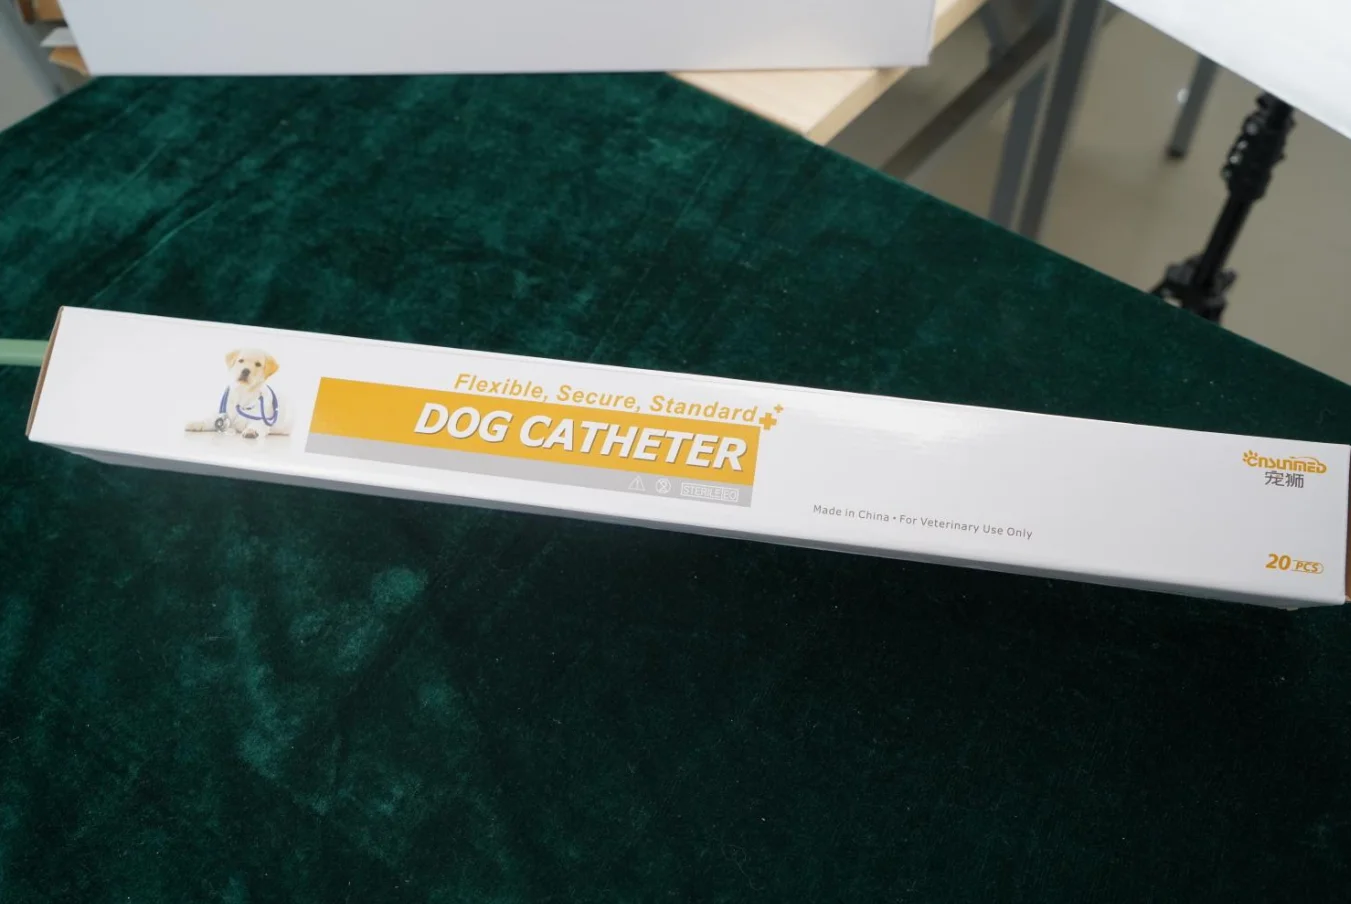 Flexible, Secure, Standard
DOG CATHETER
STERILE EO
Made in China • For Veterinary Use Only
CNSUNMED
宠狮
20 PCS